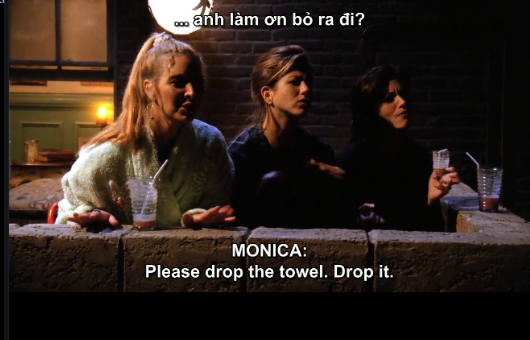 ... anh làm ơn bỏ ra đi?
MONICA:
Please drop the towel. Drop it.